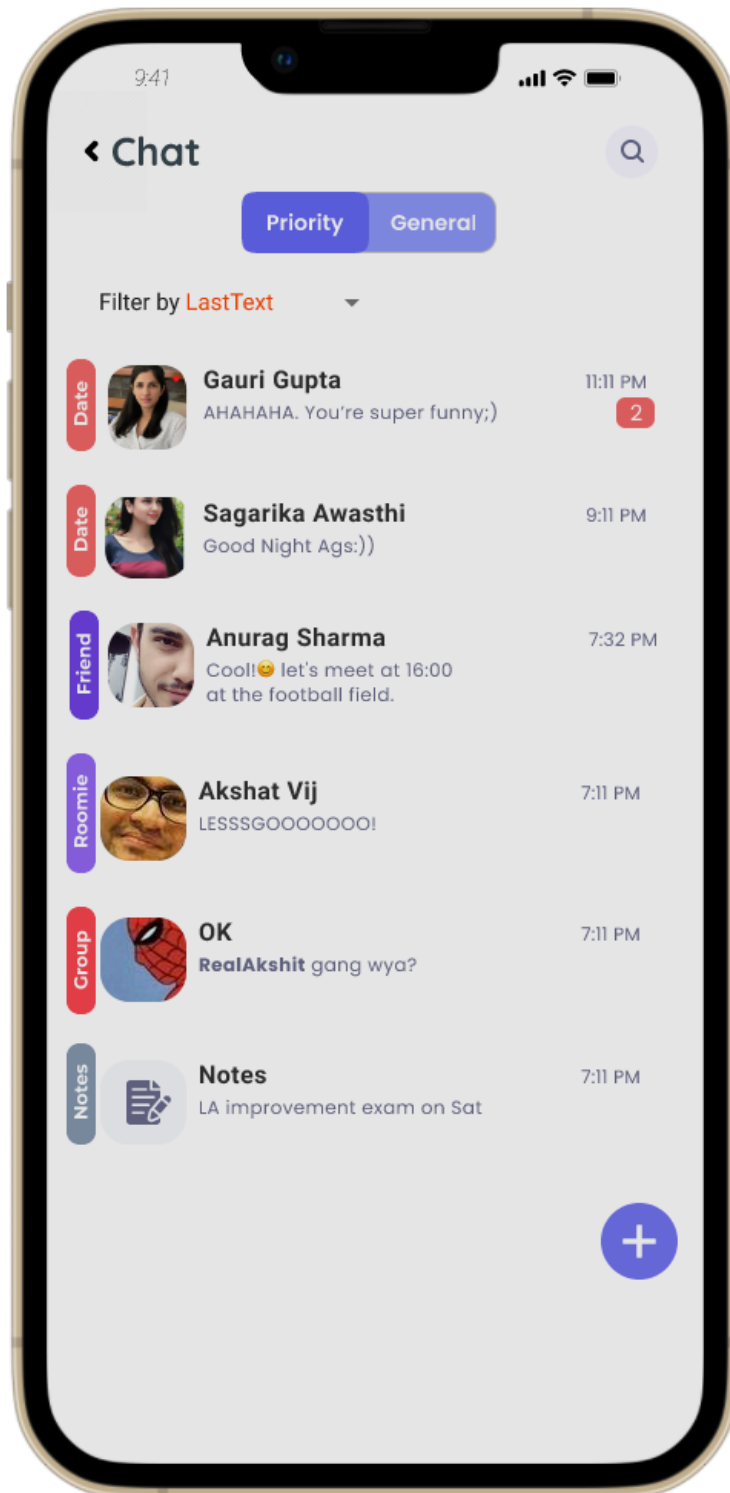 9:41
Chat
Priority General
Filter by LastText
Date
Gauri Gupta 11:11 PM
AHAHAHA. You're super funny;) 2
Date
Sagarika Awasthi 9:11 PM
Good Night Ags:))
Friend
Anurag Sharma 7:32 PM
Cool!😊 let's meet at 16:00
at the football field.
Roomie
Akshat Vij 7:11 PM
LESSSGOOOOOOO!
Group
OK 7:11 PM
RealAkshit gang wya?
Notes
Notes 7:11 PM
LA improvement exam on Sat